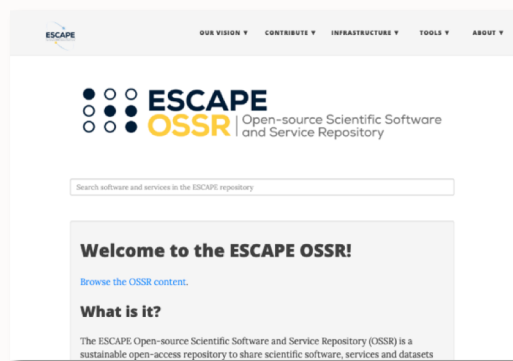 ESCAPE
OUR VISION ▼ CONTRIBUTE ▼ INFRASTRUCTURE ▼ TOOLS ▼ ABOUT ▼
ESCAPE
OSSR | Open-source Scientific Software
and Service Repository
Search software and services in the ESCAPE repository
Welcome to the ESCAPE OSSR!
Browse the OSSR content.
What is it?
The ESCAPE Open-source Scientific Software and Service Repository (OSSR) is a
sustainable open-access repository to share scientific software, services and datasets